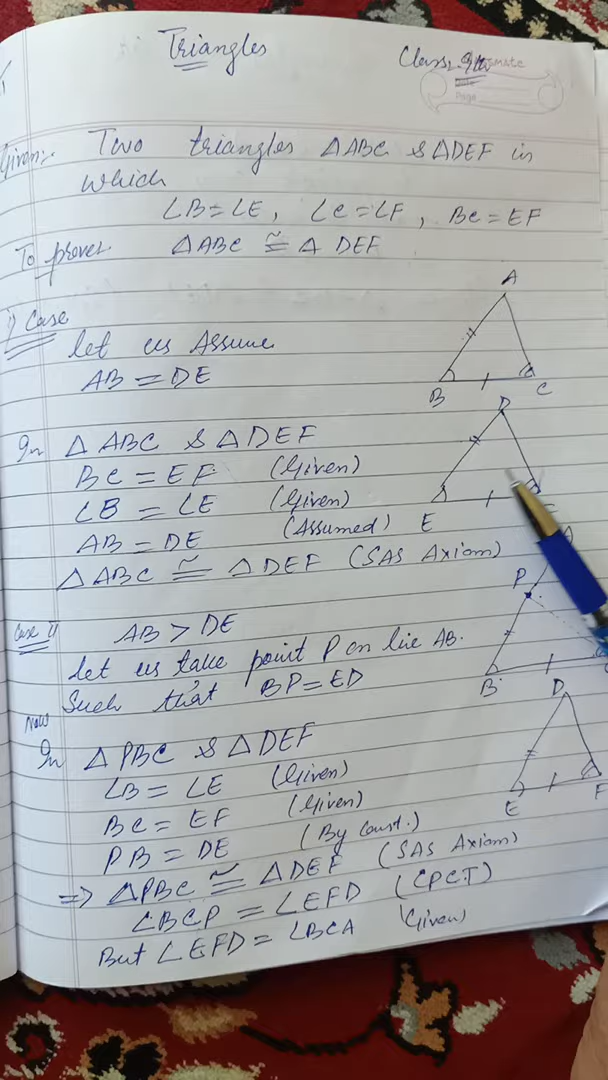 Triangles
Class 9th
Given:- Two triangles △ABC & △DEF in
which
∠B=∠E, ∠C=∠F, BC=EF
To prove:- △ABC ≅ △ DEF
i) Case
let us Assume
AB = DE
In △ ABC & △ DEF
BC = EF (Given)
∠B = ∠E (Given)
AB = DE (Assumed)
△ABC ≅ △DEF (SAS Axiom)
A
B
C
D
E
Case ii AB > DE
let us take point P on line AB.
Such that BP=ED
Now
In △ PBC & △DEF
∠B = ∠E (Given)
BC = EF (Given)
PB = DE (By Const.)
=> △PBC ≅ △DEF (SAS Axiom)
∠BCP = ∠EFD (CPCT)
But ∠EFD = ∠BCA (Given)
A
P
B
D
E
F